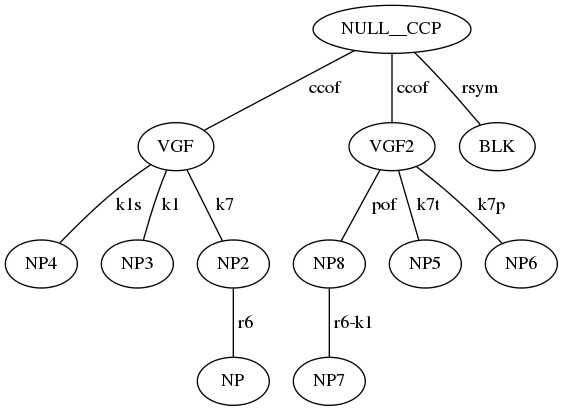 NULL__CCP
ccof ccof rsym
VGF VGF2 BLK
k1s k1 k7 pof k7t k7p
NP4 NP3 NP2 NP8 NP5 NP6
r6 r6-k1
NP NP7